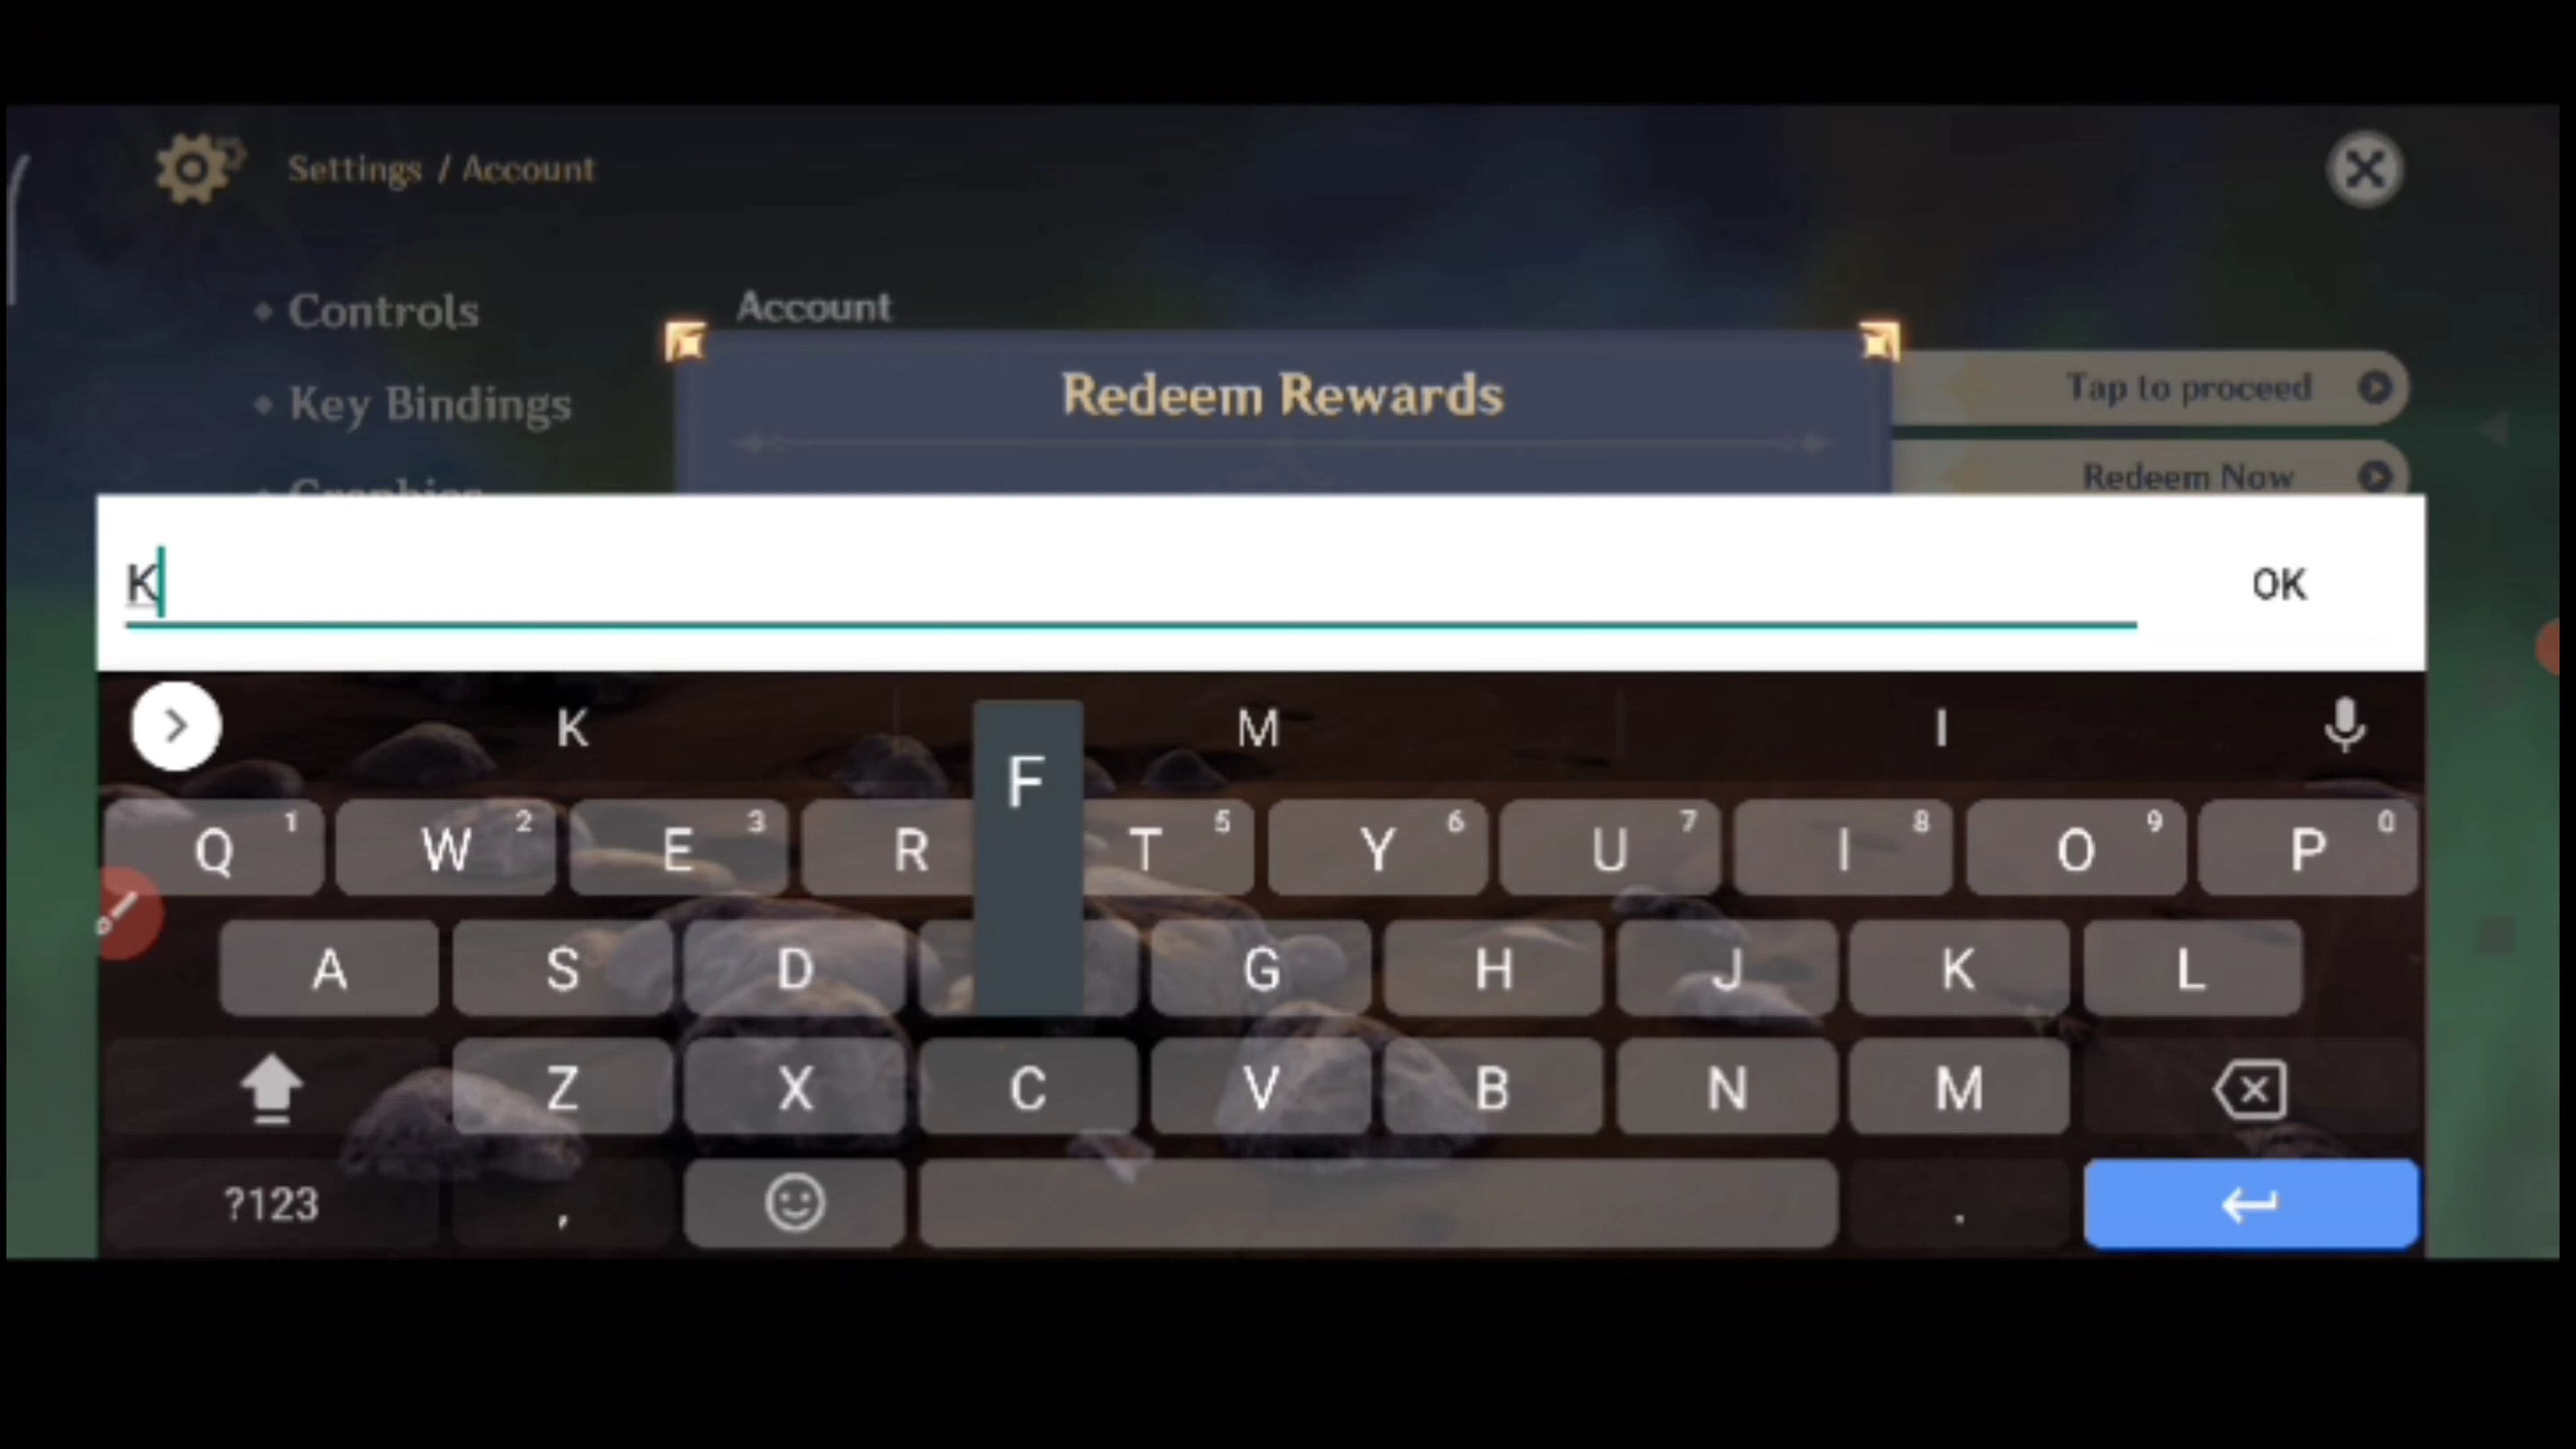 Settings / Account
Controls
Account
Key Bindings
Redeem Rewards
Tap to proceed
Graphics
Redeem Now
K
OK
K M I
F
Q 1 W 2 E 3 R T 5 Y 6 U 7 I 8 O 9 P 0
A S D G H J K L
Z X C V B N M
?123 , .